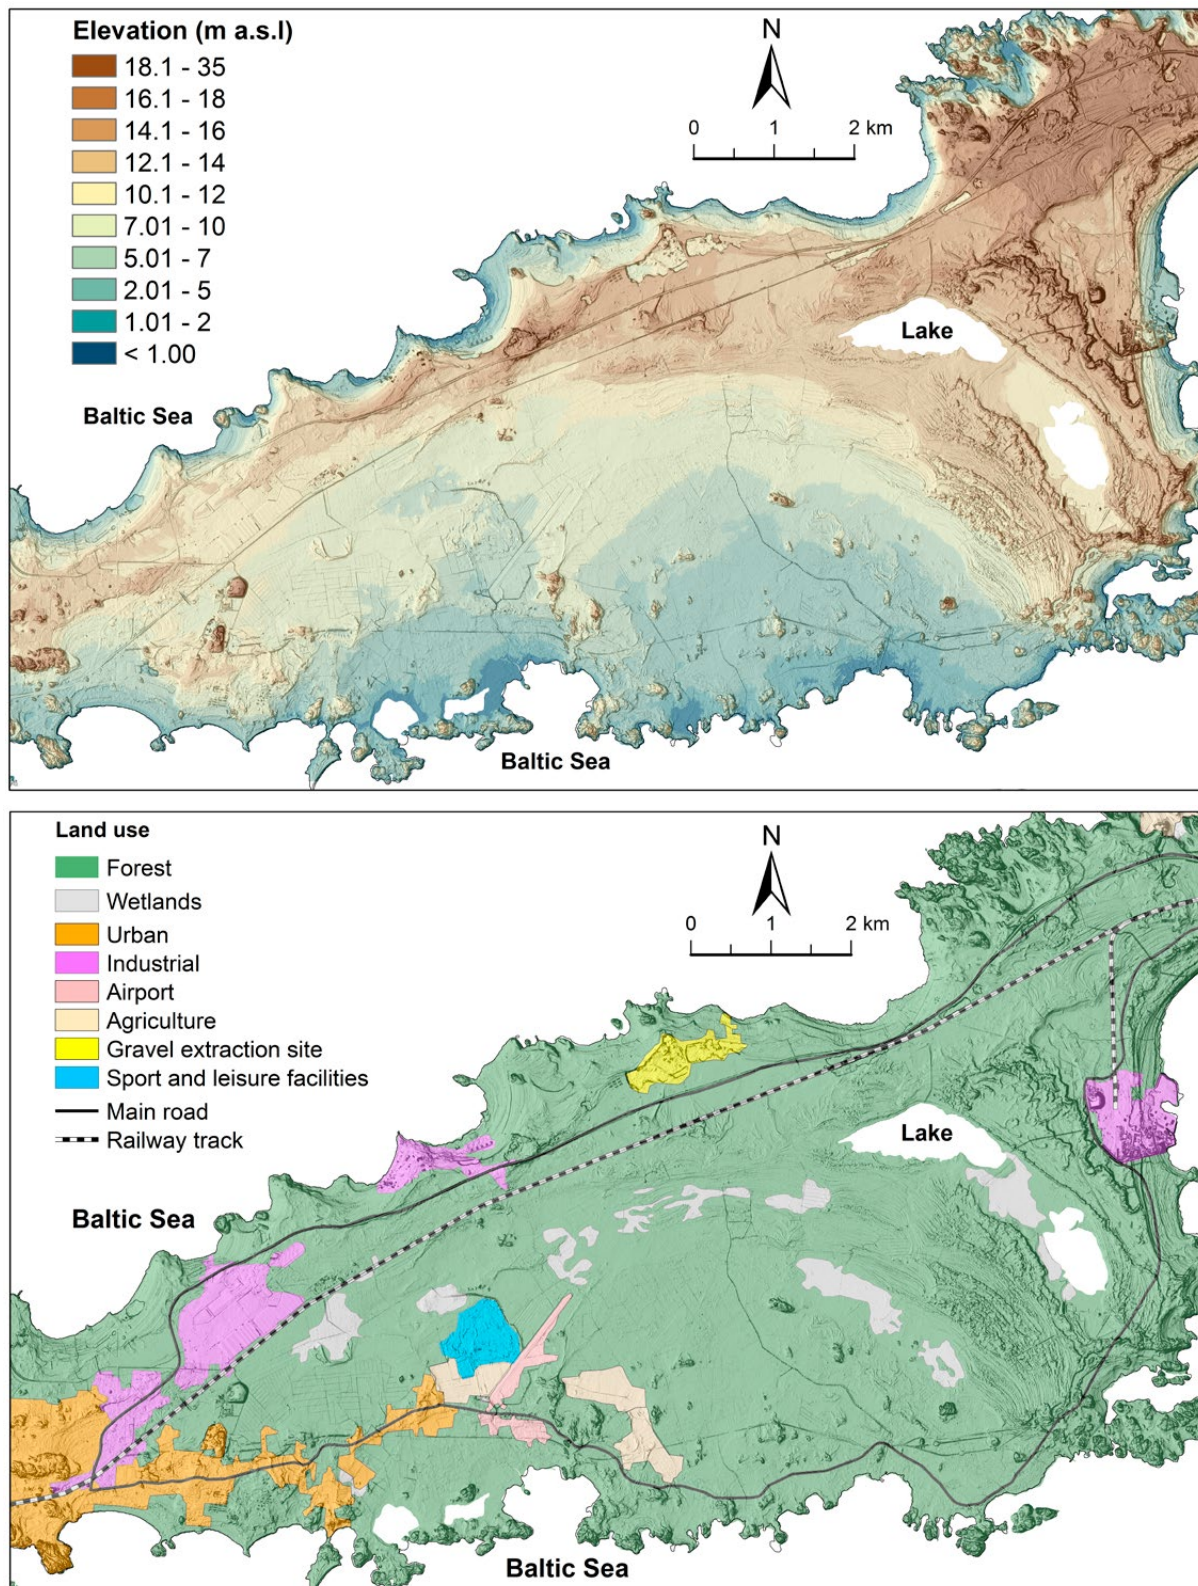 Elevation (m a.s.l)
18.1 - 35
16.1 - 18
14.1 - 16
12.1 - 14
10.1 - 12
7.01 - 10
5.01 - 7
2.01 - 5
1.01 - 2
< 1.00
N
0 1 2 km
Lake
Baltic Sea
Baltic Sea
Land use
Forest
Wetlands
Urban
Industrial
Airport
Agriculture
Gravel extraction site
Sport and leisure facilities
Main road
Railway track
N
0 1 2 km
Lake
Baltic Sea
Baltic Sea